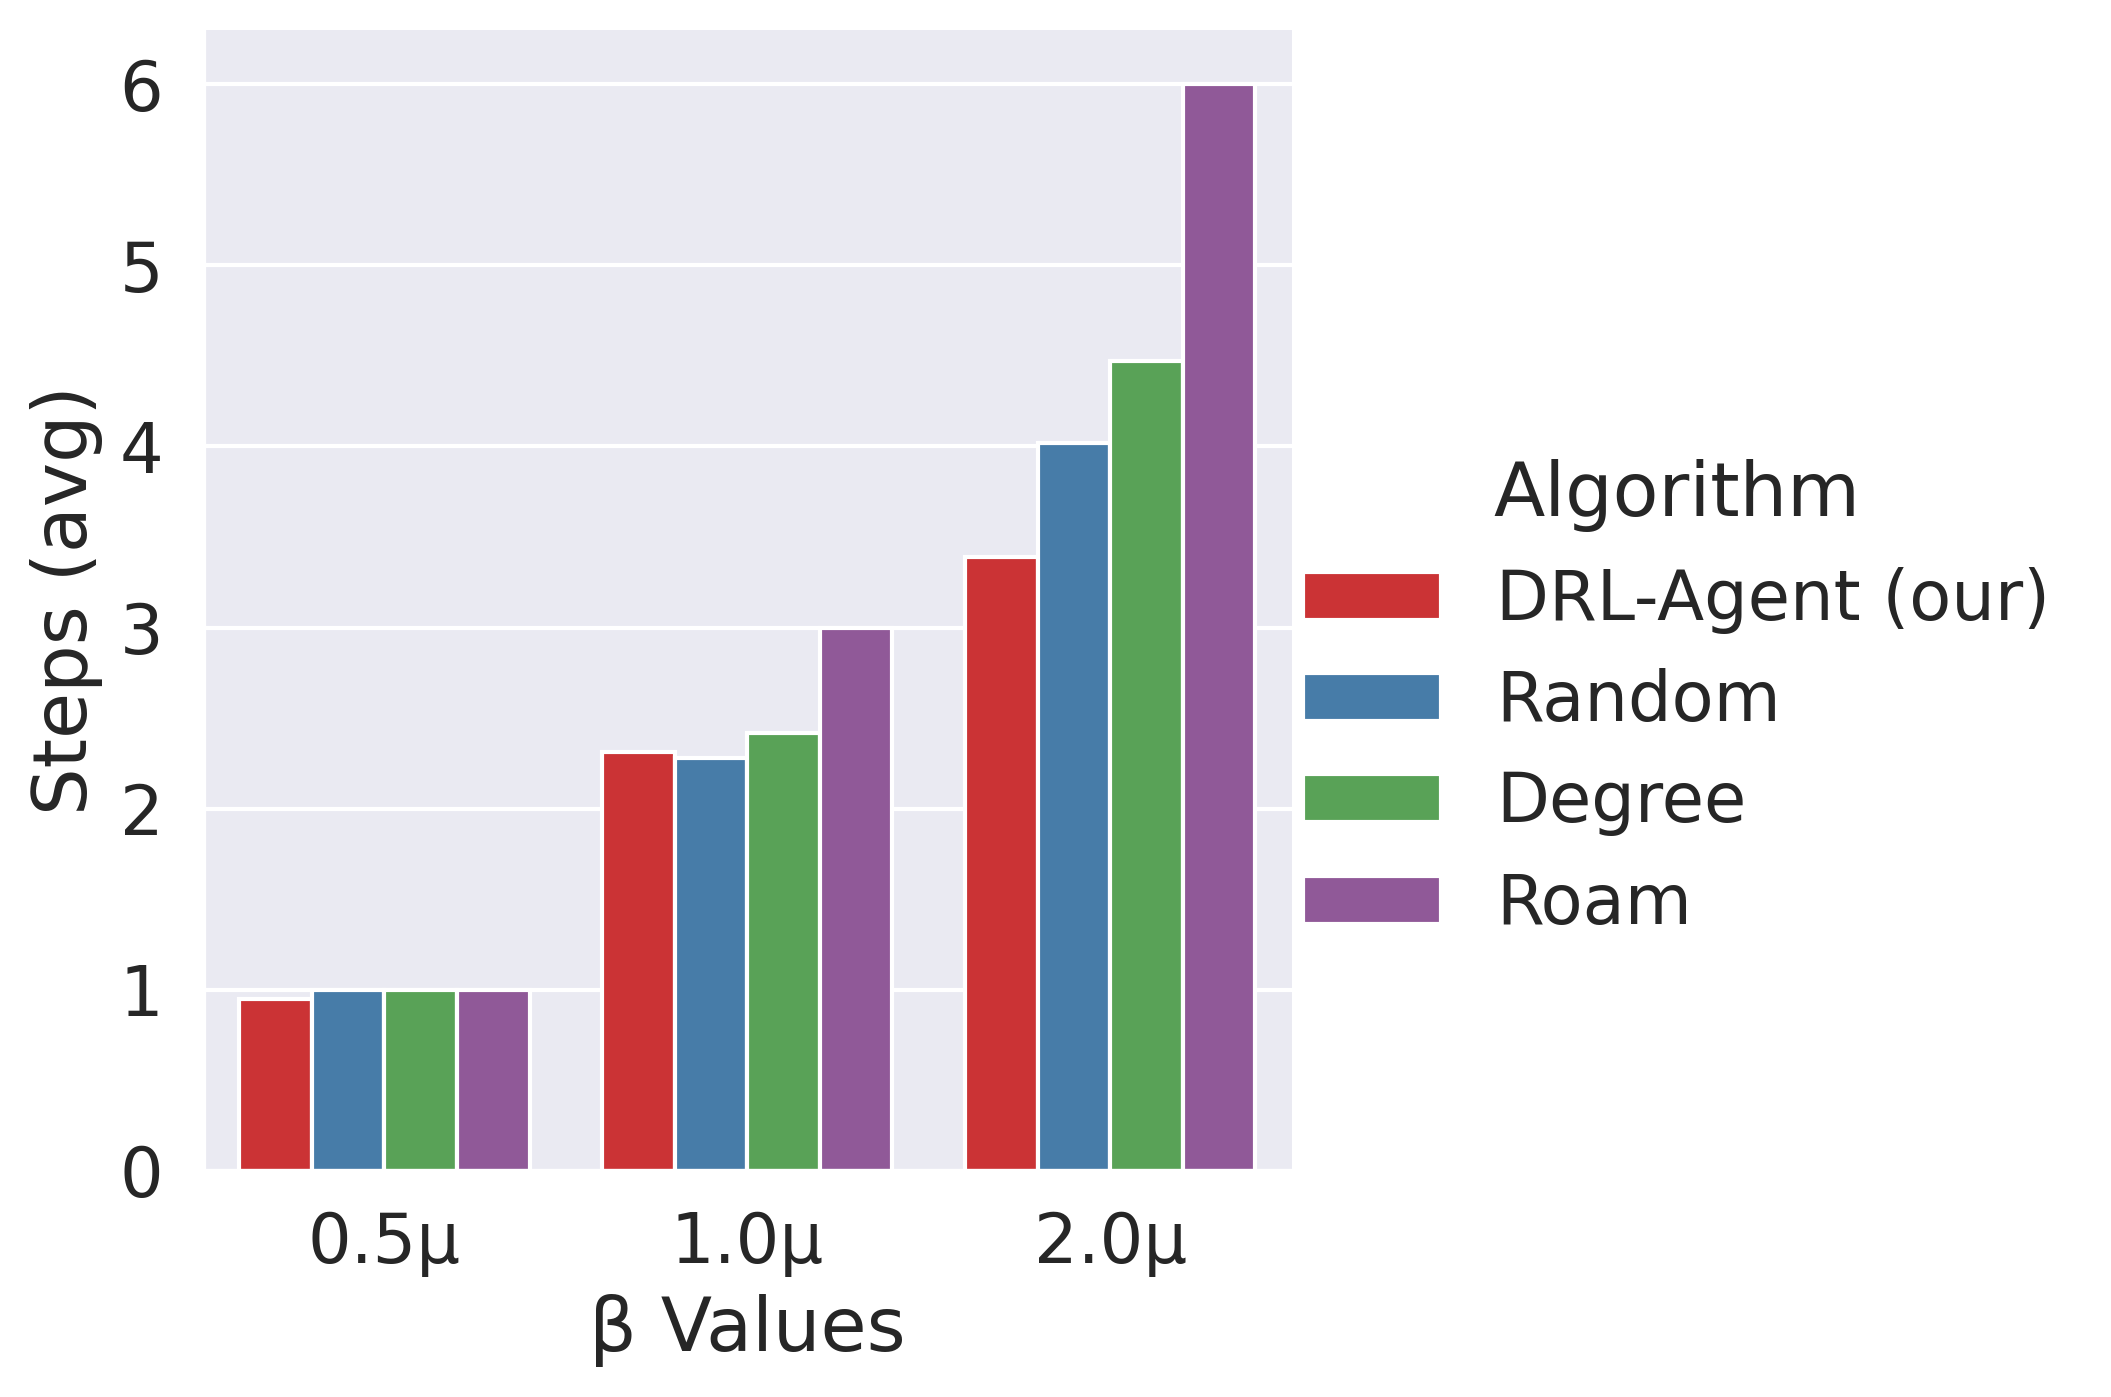 6
5
4
3
2
1
0
Steps (avg)
0.5μ
1.0μ
2.0μ
β Values
Algorithm
DRL-Agent (our)
Random
Degree
Roam